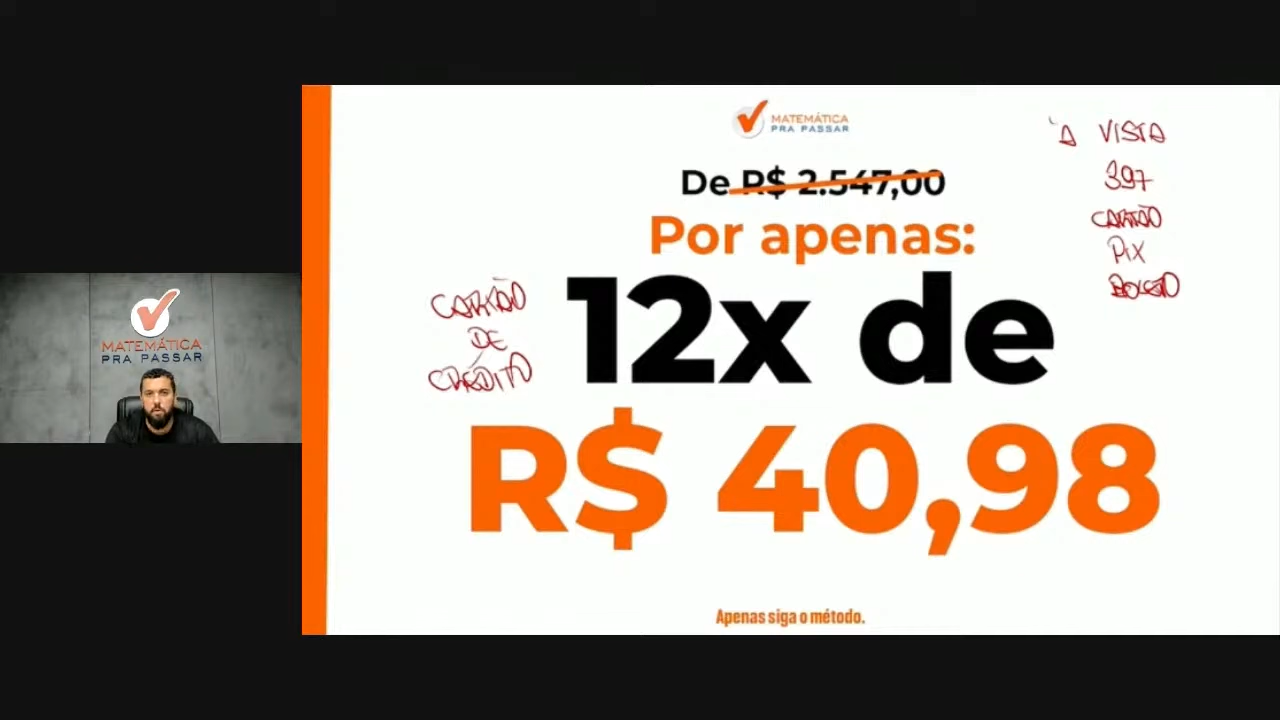 MATEMÁTICA
PRA PASSAR
MATEMÁTICA
PRA PASSAR
De R$ 2.547,00
Por apenas:
12x de
R$ 40,98
CARTÃO
DE
CRÉDITO
À VISTA
397
CARTÃO
PIX
BOLETO
Apenas siga o método.